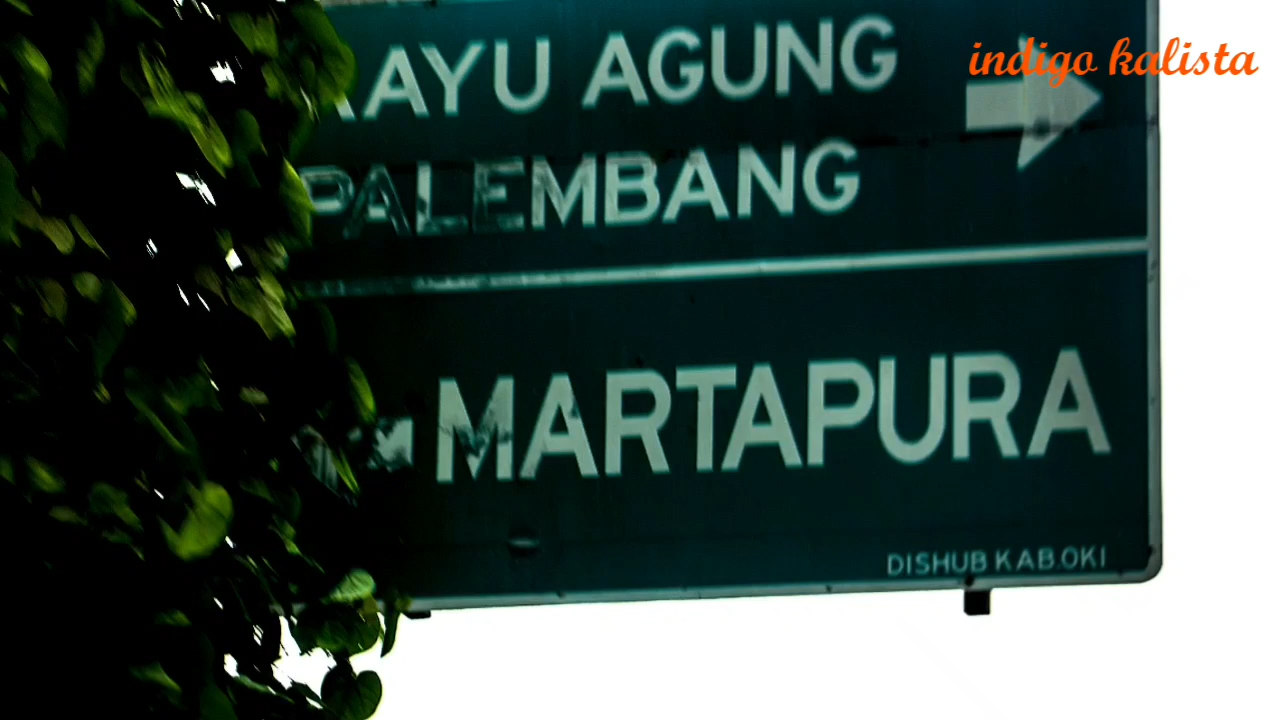 indigo kalista
AYU AGUNG
PALEMBANG
MARTAPURA
DISHUB KAB.OKI